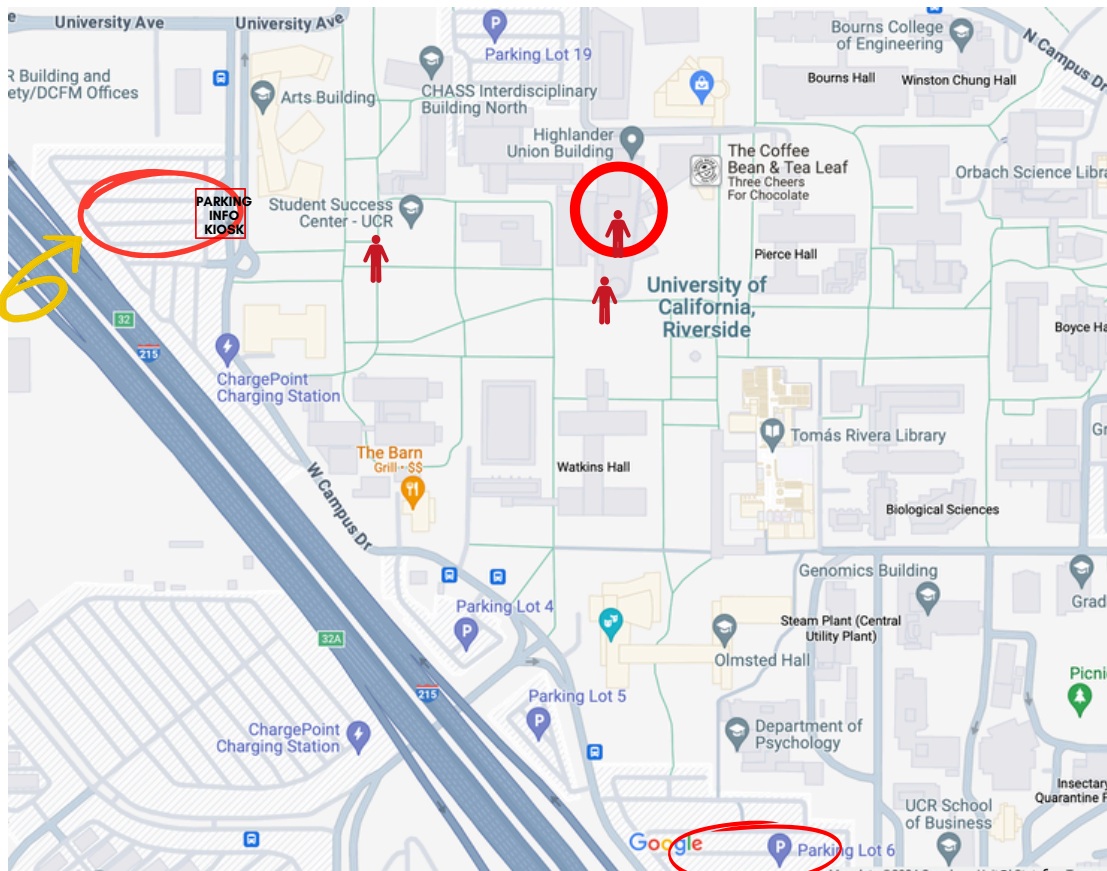 University Ave
University Ave
Parking Lot 19
Bourns College
of Engineering
N Campus Dr
R Building and
ety/DCFM Offices
Arts Building
CHASS Interdisciplinary
Building North
Bourns Hall
Winston Chung Hall
Highlander
Union Building
The Coffee
Bean & Tea Leaf
Three Cheers
For Chocolate
Orbach Science Libra
PARKING
INFO
KIOSK
Student Success
Center - UCR
Pierce Hall
University of
California,
Riverside
32
215
Boyce Ha
ChargePoint
Charging Station
The Barn
Grill · $$
Tomás Rivera Library
Gr
Watkins Hall
W Campus Dr
Biological Sciences
Genomics Building
Grad
Parking Lot 4
P
Steam Plant (Central
Utility Plant)
32A
Olmsted Hall
Picni
215
Parking Lot 5
P
ChargePoint
Charging Station
Department of
Psychology
Insectary
Quarantine F
UCR School
of Business
Google
P
Parking Lot 6